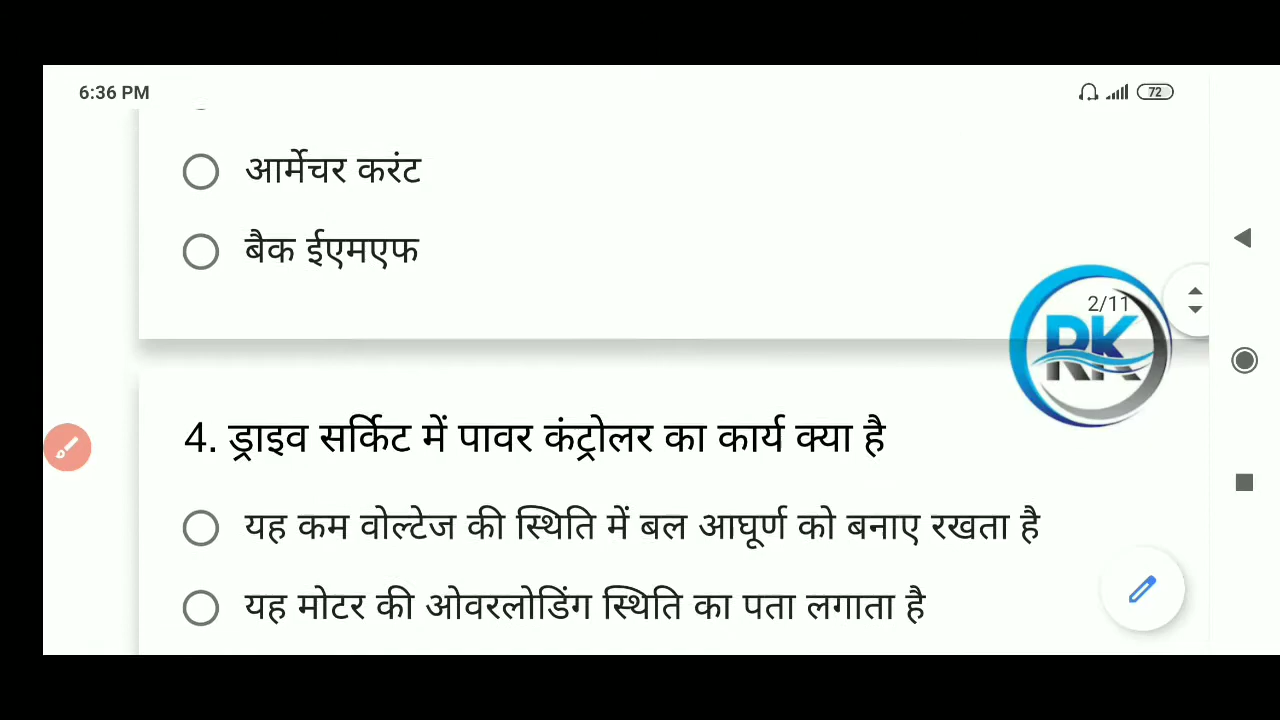 6:36 PM
72
आर्मेचर करंट
बैक ईएमएफ
2/11
RK
4. ड्राइव सर्किट में पावर कंट्रोलर का कार्य क्या है
यह कम वोल्टेज की स्थिति में बल आघूर्ण को बनाए रखता है
यह मोटर की ओवरलोडिंग स्थिति का पता लगाता है